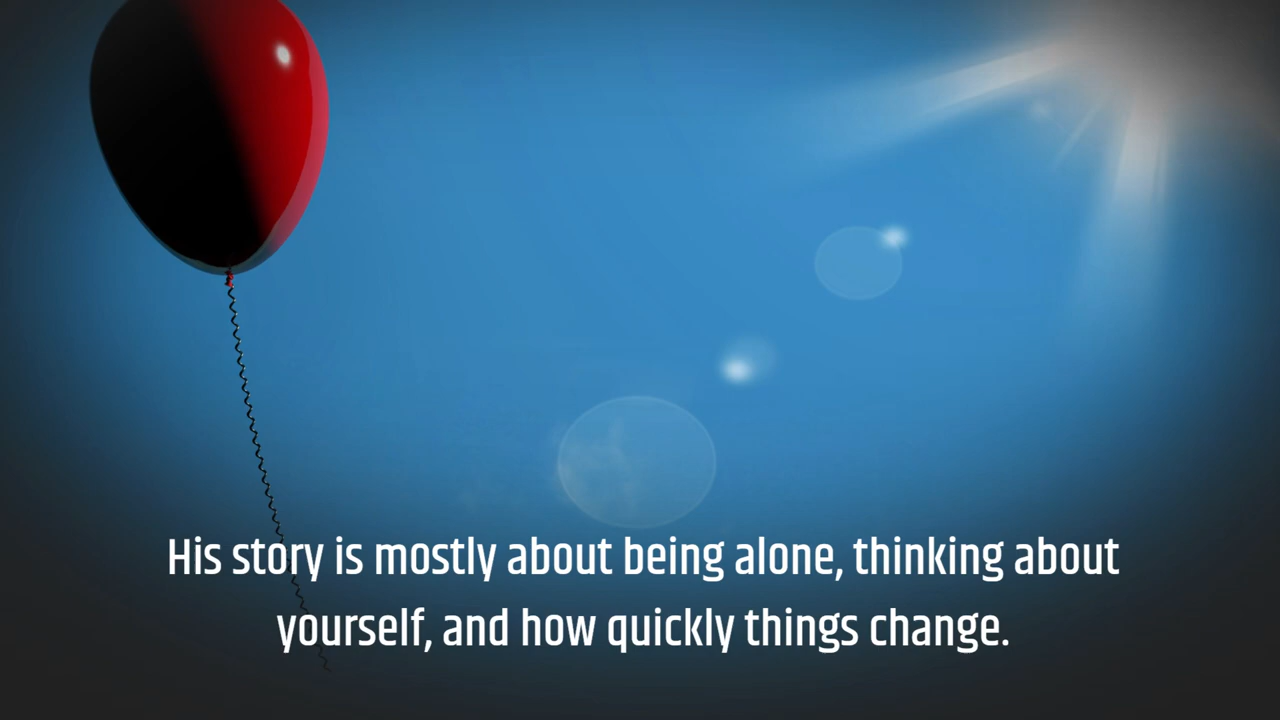 His story is mostly about being alone, thinking about
yourself, and how quickly things change.